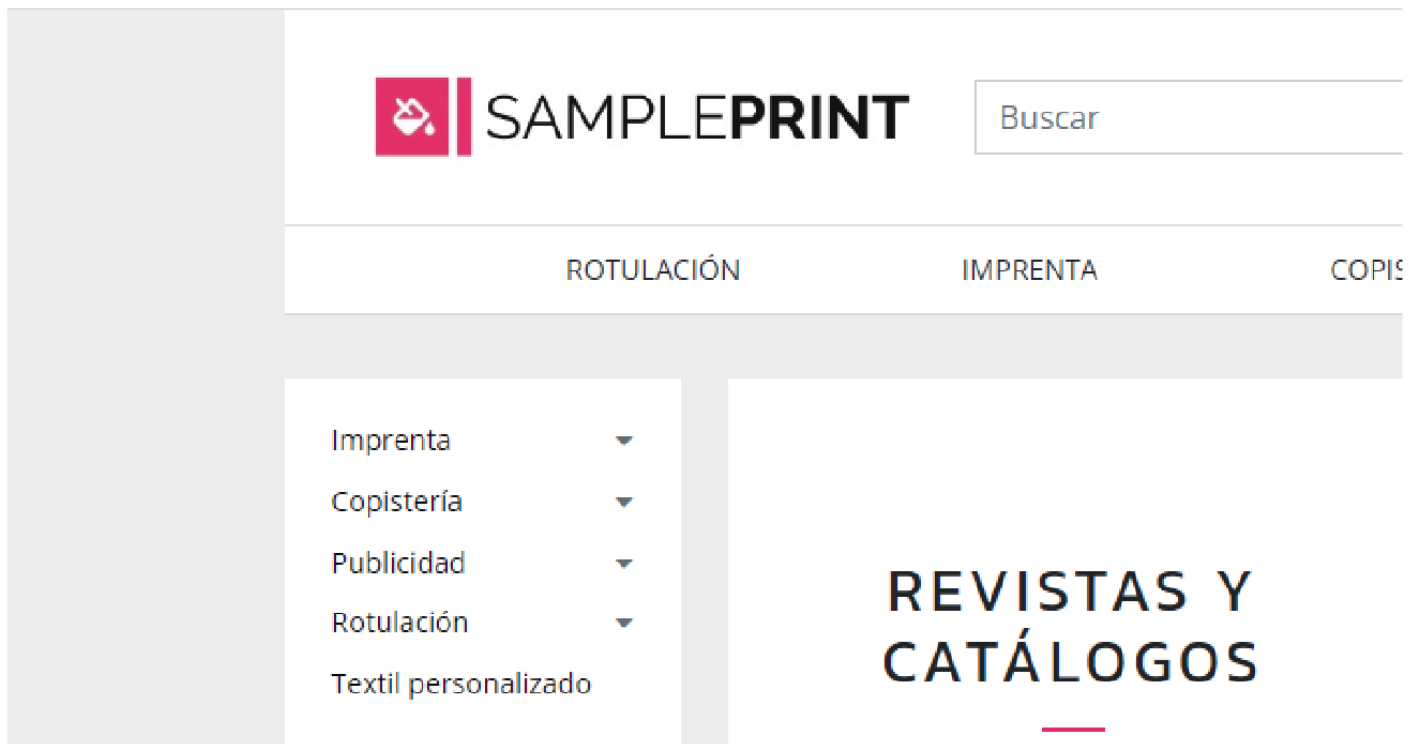 SAMPLEPRINT
Buscar
ROTULACIÓN IMPRENTA
Imprenta
Copistería
Publicidad
Rotulación
Textil personalizado
REVISTAS Y
CATÁLOGOS